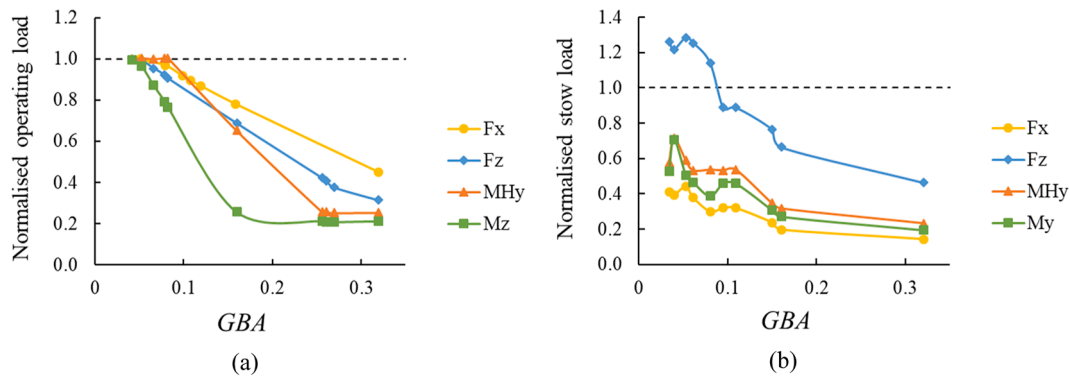 (a)
Normalised operating load
1.2
1.0
0.8
0.6
0.4
0.2
0.0
0 0.1 0.2 0.3
GBA
Fx
Fz
MHy
Mz
(b)
Normalised stow load
1.4
1.2
1.0
0.8
0.6
0.4
0.2
0.0
0 0.1 0.2 0.3
GBA
Fx
Fz
MHy
My
(a)
(b)